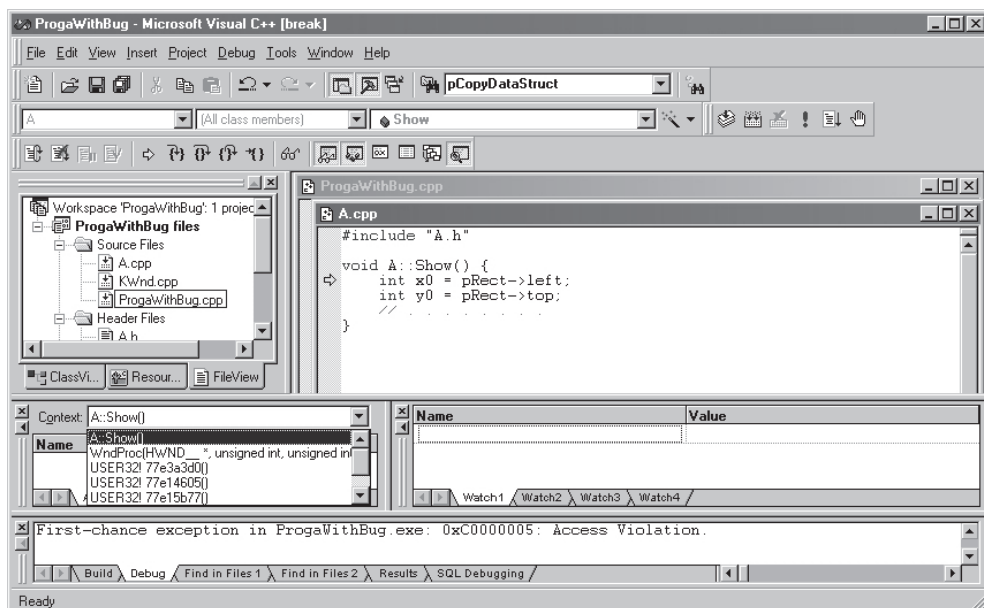 ProgaWithBug - Microsoft Visual C++ [break]
File Edit View Insert Project Debug Tools Window Help
pCopyDataStruct
A (All class members) Show
Workspace 'ProgaWithBug': 1 projec
ProgaWithBug files
Source Files
A.cpp
KWnd.cpp
ProgaWithBug.cpp
Header Files
A.h
ClassVi... Resour... FileView
ProgaWithBug.cpp
A.cpp
#include "A.h"
void A::Show() {
int x0 = pRect->left;
int y0 = pRect->top;
// . . . . . . . .
}
Context: A::Show()
Name
A::Show()
WndProc(HWND__ *, unsigned int, unsigned int
USER32! 77e3a3d0()
USER32! 77e14605()
USER32! 77e15b77()
Name Value
Watch1 Watch2 Watch3 Watch4
First-chance exception in ProgaWithBug.exe: 0xC0000005: Access Violation.
Build Debug Find in Files 1 Find in Files 2 Results SQL Debugging
Ready